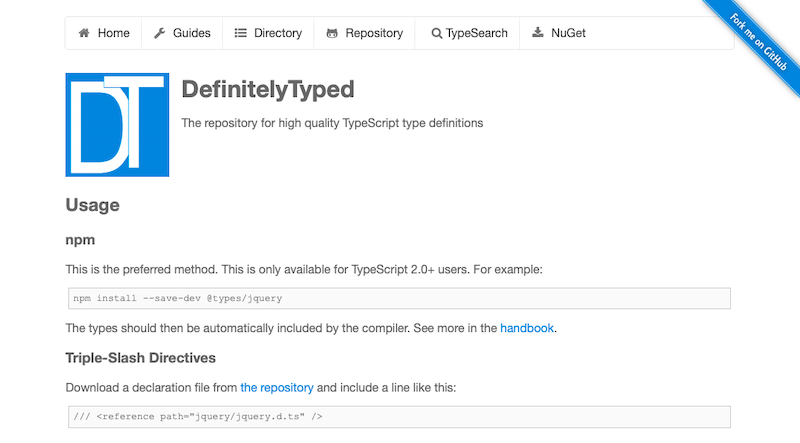 Home Guides Directory Repository TypeSearch NuGet
Fork me on GitHub
DT
DefinitelyTyped
The repository for high quality TypeScript type definitions
Usage
npm
This is the preferred method. This is only available for TypeScript 2.0+ users. For example:
npm install --save-dev @types/jquery
The types should then be automatically included by the compiler. See more in the handbook.
Triple-Slash Directives
Download a declaration file from the repository and include a line like this:
/// <reference path="jquery/jquery.d.ts" />